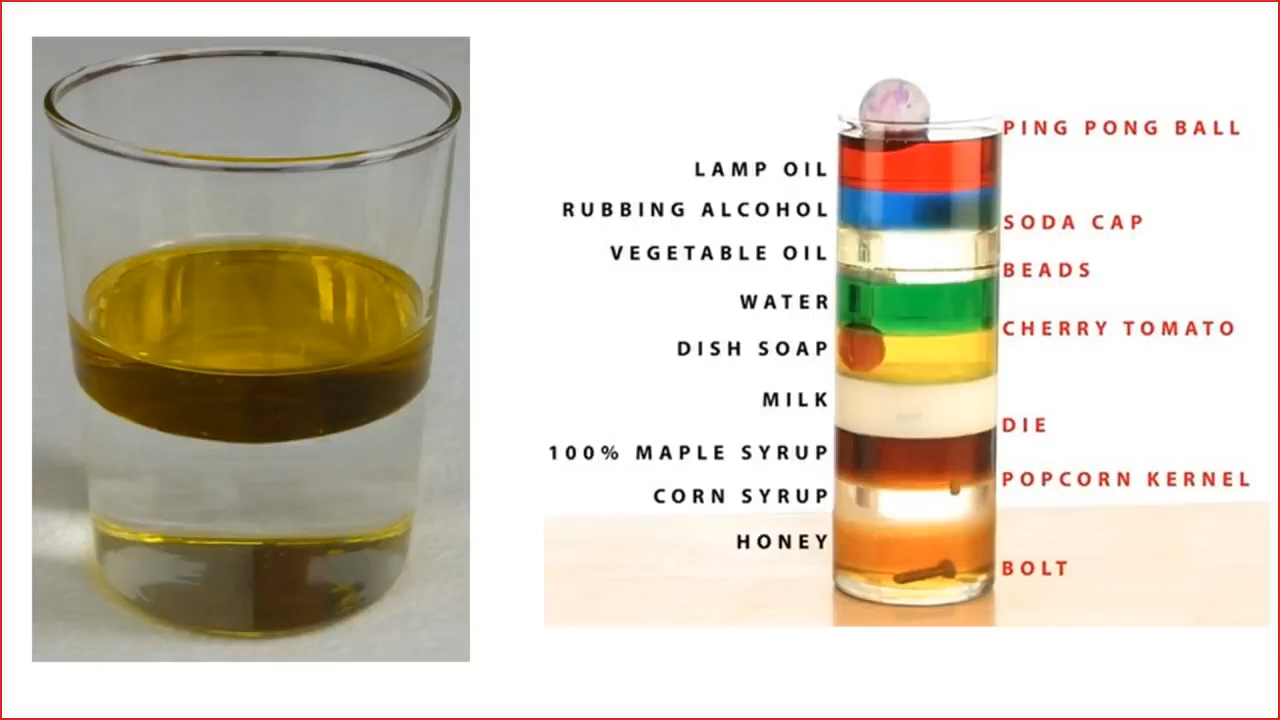 PING PONG BALL
LAMP OIL
RUBBING ALCOHOL
SODA CAP
VEGETABLE OIL
BEADS
WATER
CHERRY TOMATO
DISH SOAP
MILK
DIE
100% MAPLE SYRUP
POPCORN KERNEL
CORN SYRUP
HONEY
BOLT